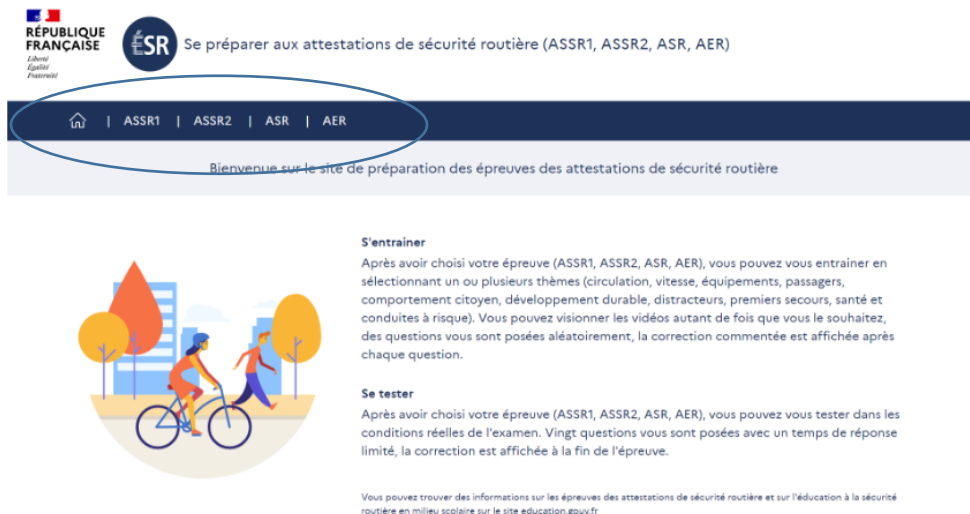 RÉPUBLIQUE
FRANÇAISE
Liberté
Égalité
Fraternité
ÉSR
Se préparer aux attestations de sécurité routière (ASSR1, ASSR2, ASR, AER)
| ASSR1 | ASSR2 | ASR | AER
Bienvenue sur le site de préparation des épreuves des attestations de sécurité routière
S'entrainer
Après avoir choisi votre épreuve (ASSR1, ASSR2, ASR, AER), vous pouvez vous entrainer en
sélectionnant un ou plusieurs thèmes (circulation, vitesse, équipements, passagers,
comportement citoyen, développement durable, distracteurs, premiers secours, santé et
conduites à risque). Vous pouvez visionner les vidéos autant de fois que vous le souhaitez,
des questions vous sont posées aléatoirement, la correction commentée est affichée après
chaque question.
Se tester
Après avoir choisi votre épreuve (ASSR1, ASSR2, ASR, AER), vous pouvez vous tester dans les
conditions réelles de l'examen. Vingt questions vous sont posées avec un temps de réponse
limité, la correction est affichée à la fin de l'épreuve.
Vous pouvez trouver des informations sur les épreuves des attestations de sécurité routière et sur l'éducation à la sécurité
routière en milieu scolaire sur le site education.gouv.fr